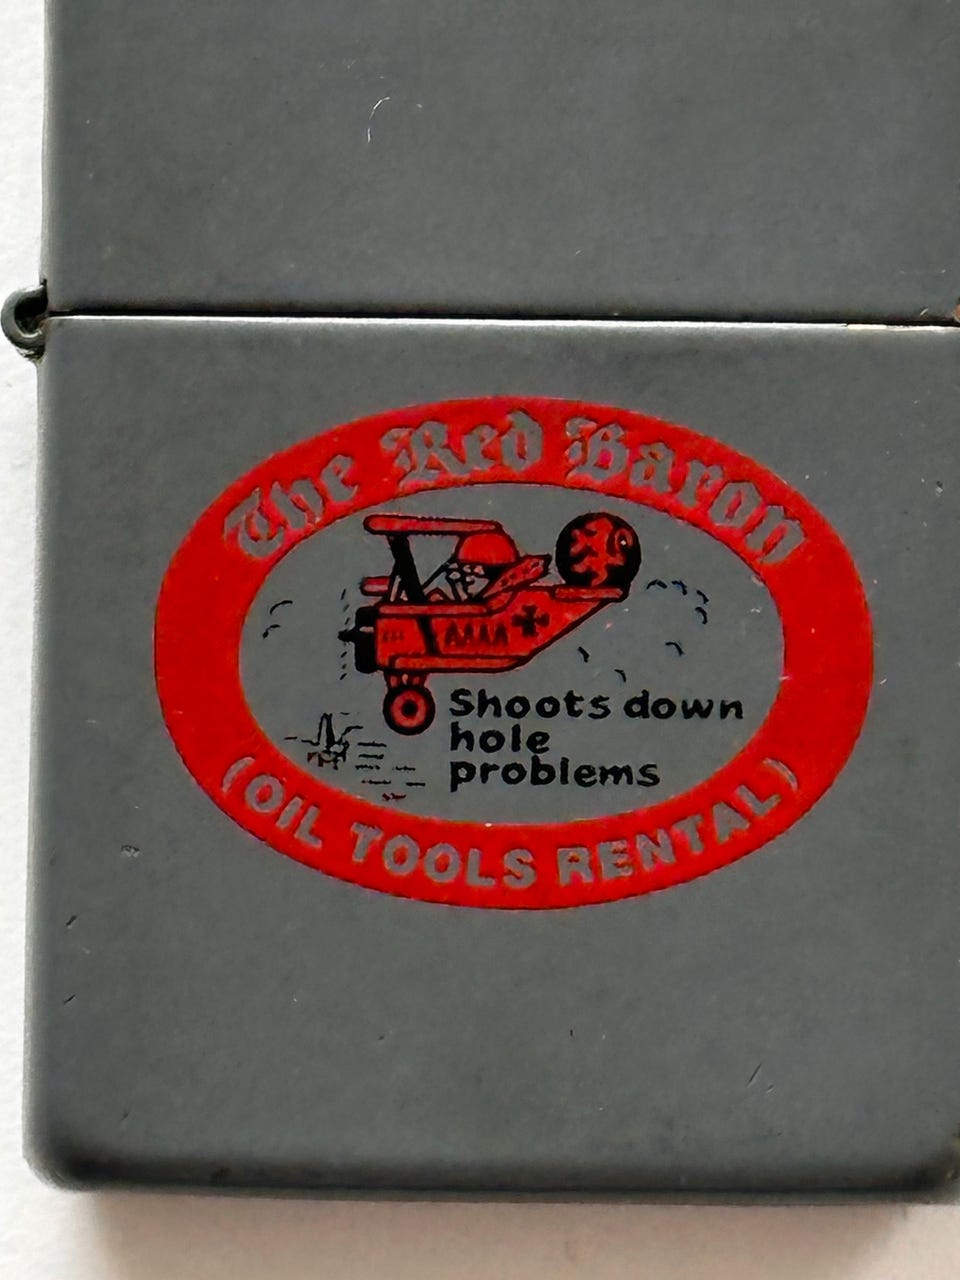 The Red Baron
Shoots down
hole
problems
(OIL TOOLS RENTAL)